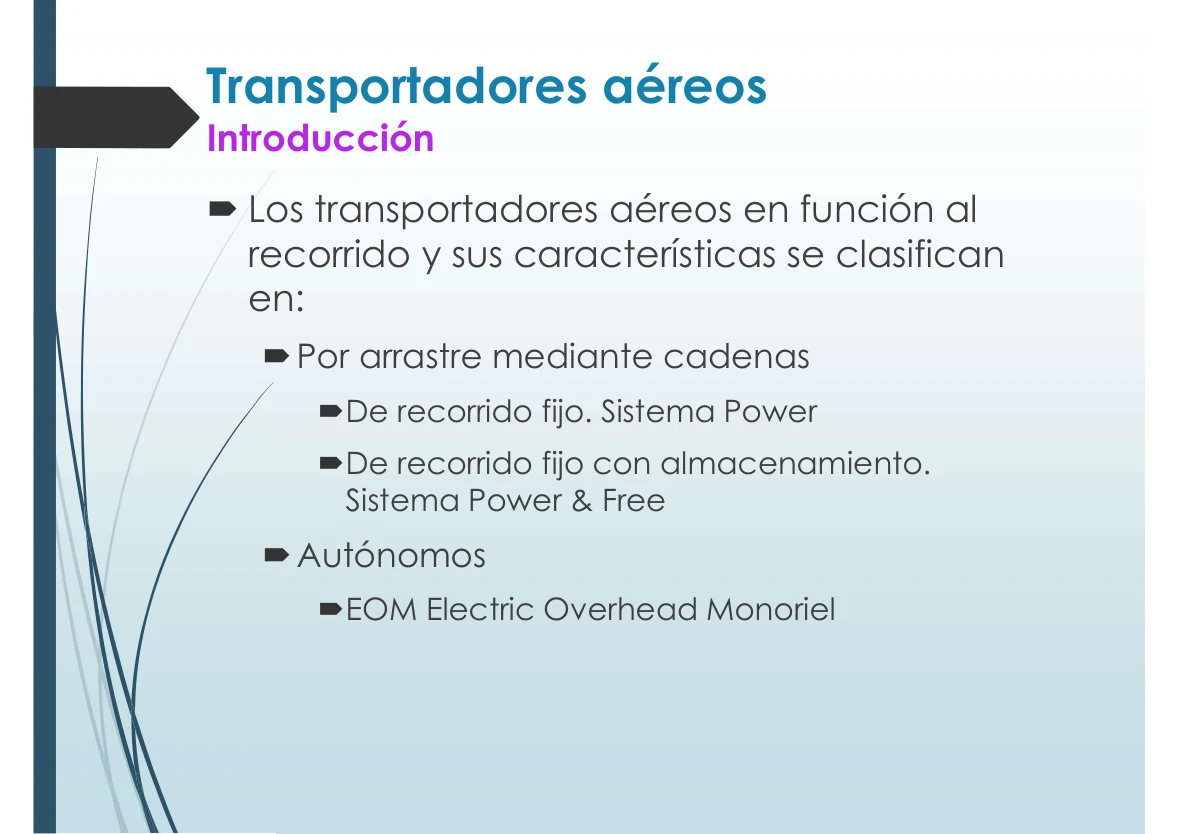 Transportadores aéreos
Introducción
Los transportadores aéreos en función al
recorrido y sus características se clasifican
en:
Por arrastre mediante cadenas
De recorrido fijo. Sistema Power
De recorrido fijo con almacenamiento.
Sistema Power & Free
Autónomos
EOM Electric Overhead Monoriel